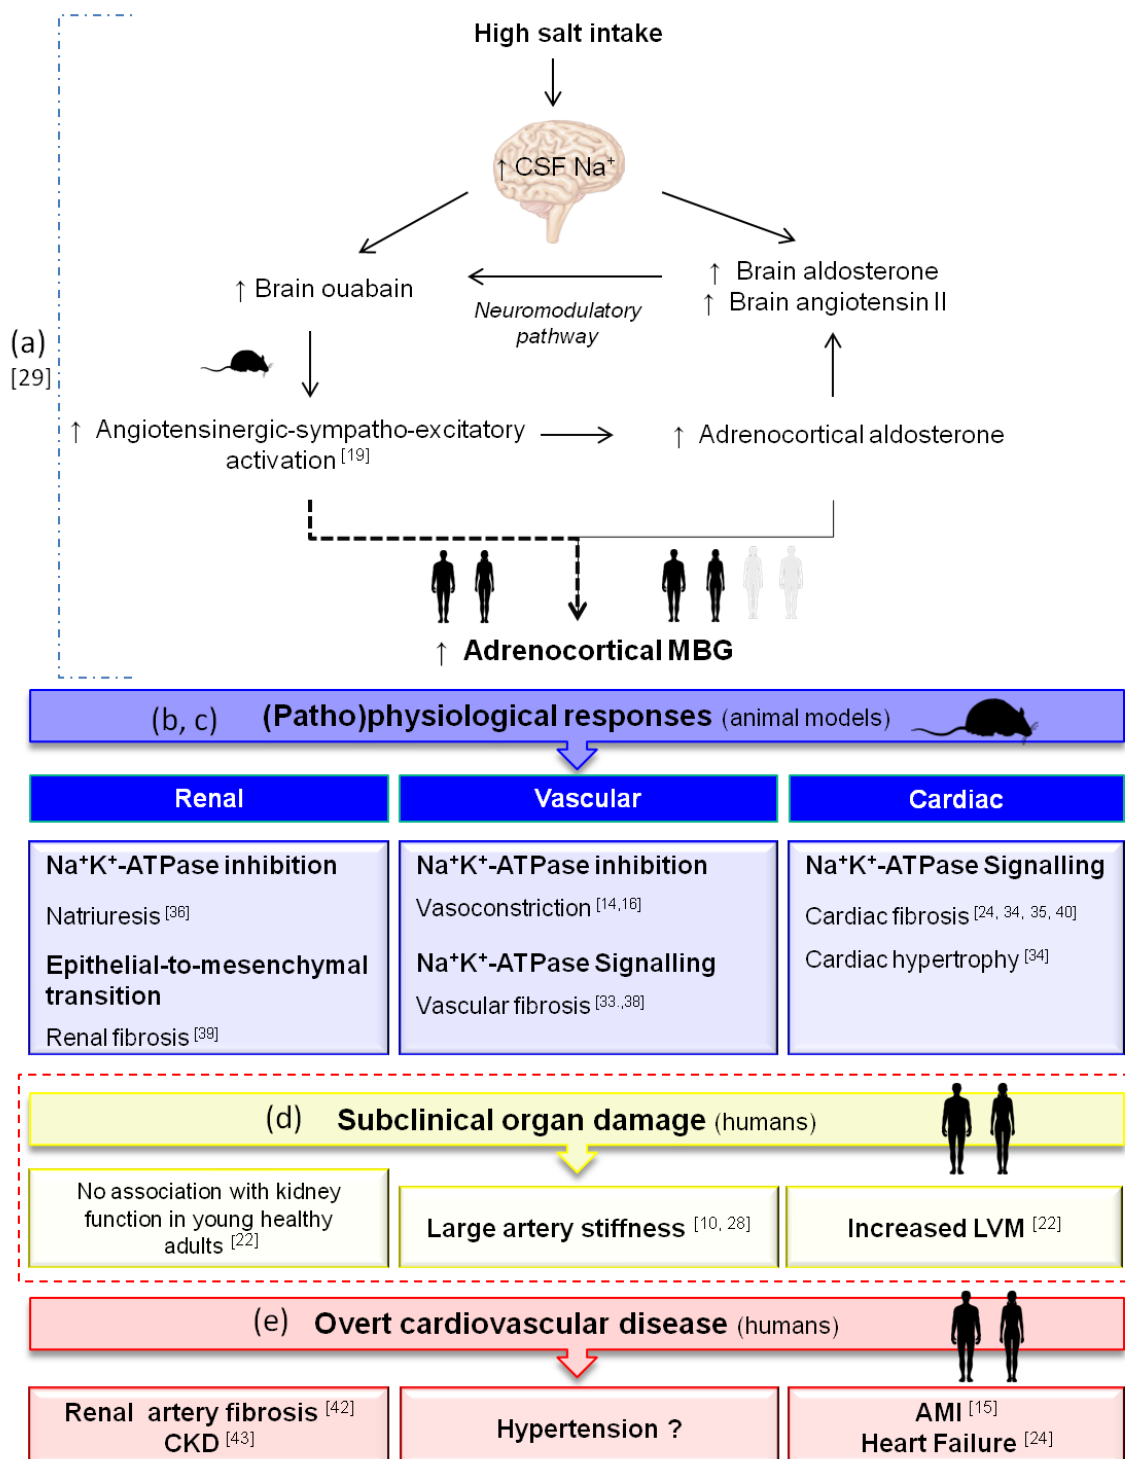 High salt intake
↑ CSF Na⁺
↑ Brain ouabain
Neuromodulatory
pathway
↑ Brain aldosterone
↑ Brain angiotensin II
(a)
[29]
↑ Angiotensinergic-sympatho-excitatory
activation [19]
↑ Adrenocortical aldosterone
↑ Adrenocortical MBG
(b, c) (Patho)physiological responses (animal models)
Renal
Vascular
Cardiac
Na⁺K⁺-ATPase inhibition
Natriuresis [36]
Epithelial-to-mesenchymal
transition
Renal fibrosis [39]
Na⁺K⁺-ATPase inhibition
Vasoconstriction [14,16]
Na⁺K⁺-ATPase Signalling
Vascular fibrosis [33.,38]
Na⁺K⁺-ATPase Signalling
Cardiac fibrosis [24, 34, 35, 40]
Cardiac hypertrophy [34]
(d) Subclinical organ damage (humans)
No association with kidney
function in young healthy
adults [22]
Large artery stiffness [10, 28]
Increased LVM [22]
(e) Overt cardiovascular disease (humans)
Renal artery fibrosis [42]
CKD [43]
Hypertension ?
AMI [15]
Heart Failure [24]